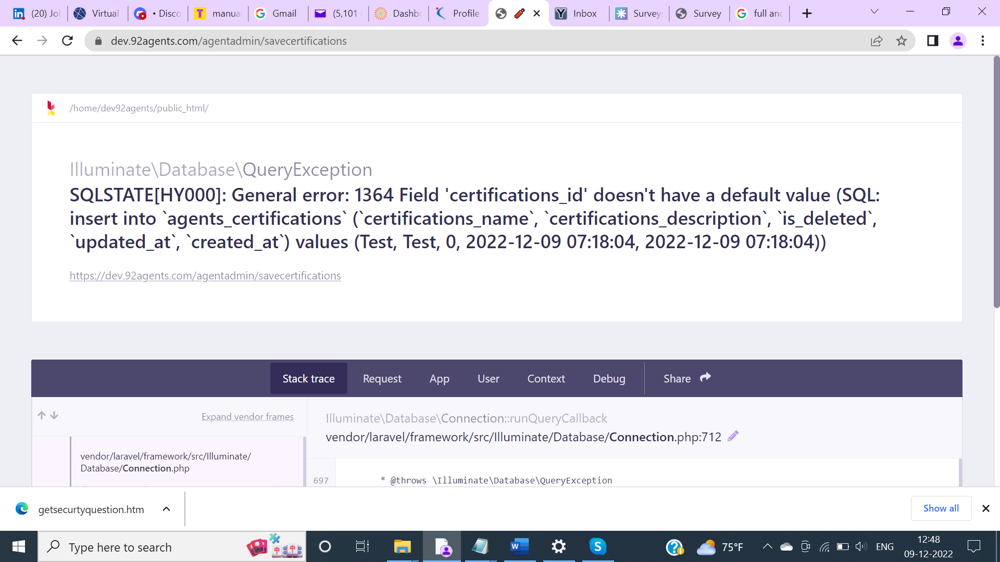 (20) Jo
Virtual
• Disco
manua
Gmail
(5,101
Dashbo
Profile
Inbox
Survey
Survey
full and
dev.92agents.com/agentadmin/savecertifications
/home/dev92agents/public_html/
Illuminate\Database\QueryException
SQLSTATE[HY000]: General error: 1364 Field 'certifications_id' doesn't have a default value (SQL:
insert into `agents_certifications` (`certifications_name`, `certifications_description`, `is_deleted`,
`updated_at`, `created_at`) values (Test, Test, 0, 2022-12-09 07:18:04, 2022-12-09 07:18:04))
https://dev.92agents.com/agentadmin/savecertifications
Stack trace
Request
App
User
Context
Debug
Share
Expand vendor frames
Illuminate\Database\Connection::runQueryCallback
vendor/laravel/framework/src/Illuminate/Database/Connection.php:712
vendor/laravel/framework/src/Illuminate/
Database/Connection.php
697 * @throws \Illuminate\Database\QueryException
getsecurtyquestion.htm
Show all
Type here to search
75°F
ENG
12:48
09-12-2022